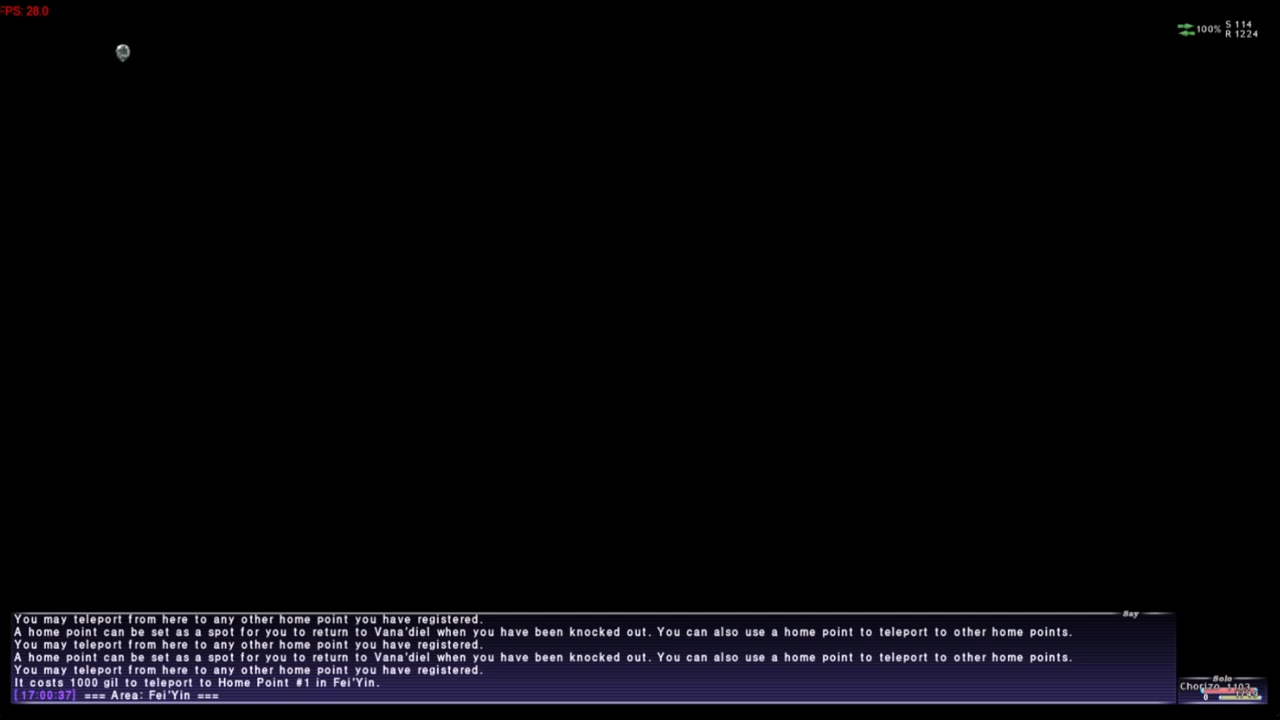 FPS: 28.0
100% S 114
R 1224
Say
You may teleport from here to any other home point you have registered.
A home point can be set as a spot for you to return to Vana'diel when you have been knocked out. You can also use a home point to teleport to other home points.
You may teleport from here to any other home point you have registered.
A home point can be set as a spot for you to return to Vana'diel when you have been knocked out. You can also use a home point to teleport to other home points.
You may teleport from here to any other home point you have registered.
It costs 1000 gil to teleport to Home Point #1 in Fei'Yin.
[17:00:37] === Area: Fei'Yin ===
Solo
Chorizo
0